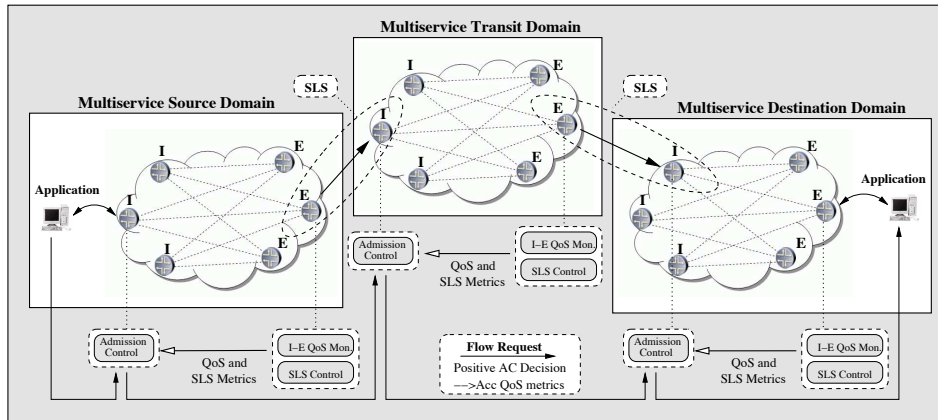 Multiservice Transit Domain
I
E
SLS
SLS
Multiservice Source Domain
I
E
Multiservice Destination Domain
I
E
I
E
I
E
Application
I
E
I
E
Application
E
E
Admission
Control
QoS and
SLS Metrics
I–E QoS Mon.
SLS Control
Admission
Control
QoS and
SLS Metrics
I–E QoS Mon.
SLS Control
Flow Request
Positive AC Decision
−−>Acc QoS metrics
Admission
Control
QoS and
SLS Metrics
I–E QoS Mon.
SLS Control